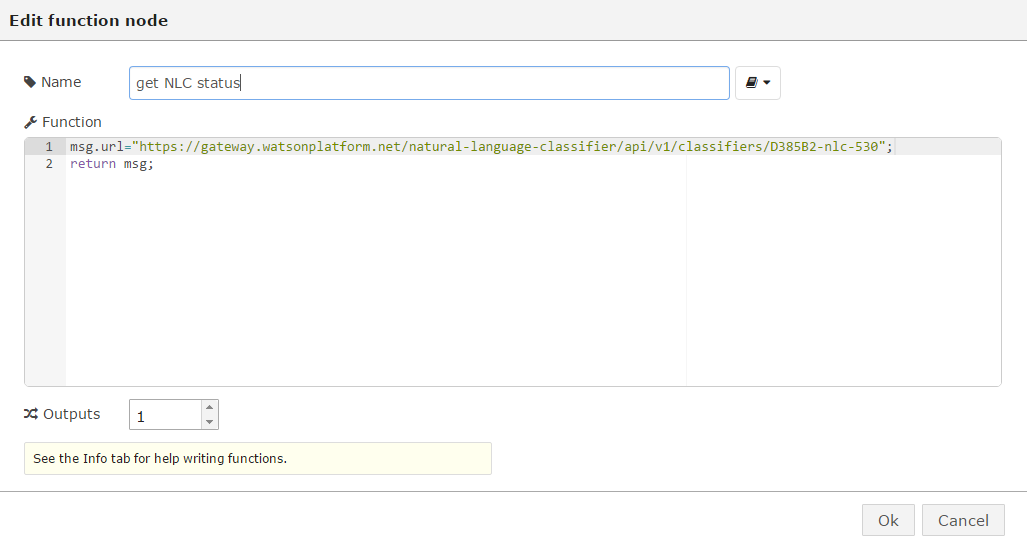 Edit function node
Name
get NLC status
Function
1 msg.url="https://gateway.watsonplatform.net/natural-language-classifier/api/v1/classifiers/D385B2-nlc-530";
2 return msg;
Outputs
1
See the Info tab for help writing functions.
Ok Cancel